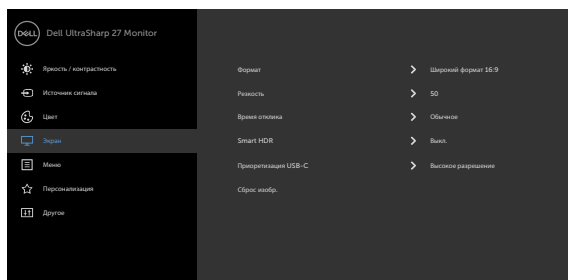 DELL Dell UltraSharp 27 Monitor
Яркость / контрастность
Источник сигнала
Цвет
Экран
Меню
Персонализация
Другое
Формат Широкий формат 16:9
Резкость 50
Время отклика Обычное
Smart HDR Выкл.
Приоретизация USB-C Высокое разрешение
Сброс изобр.